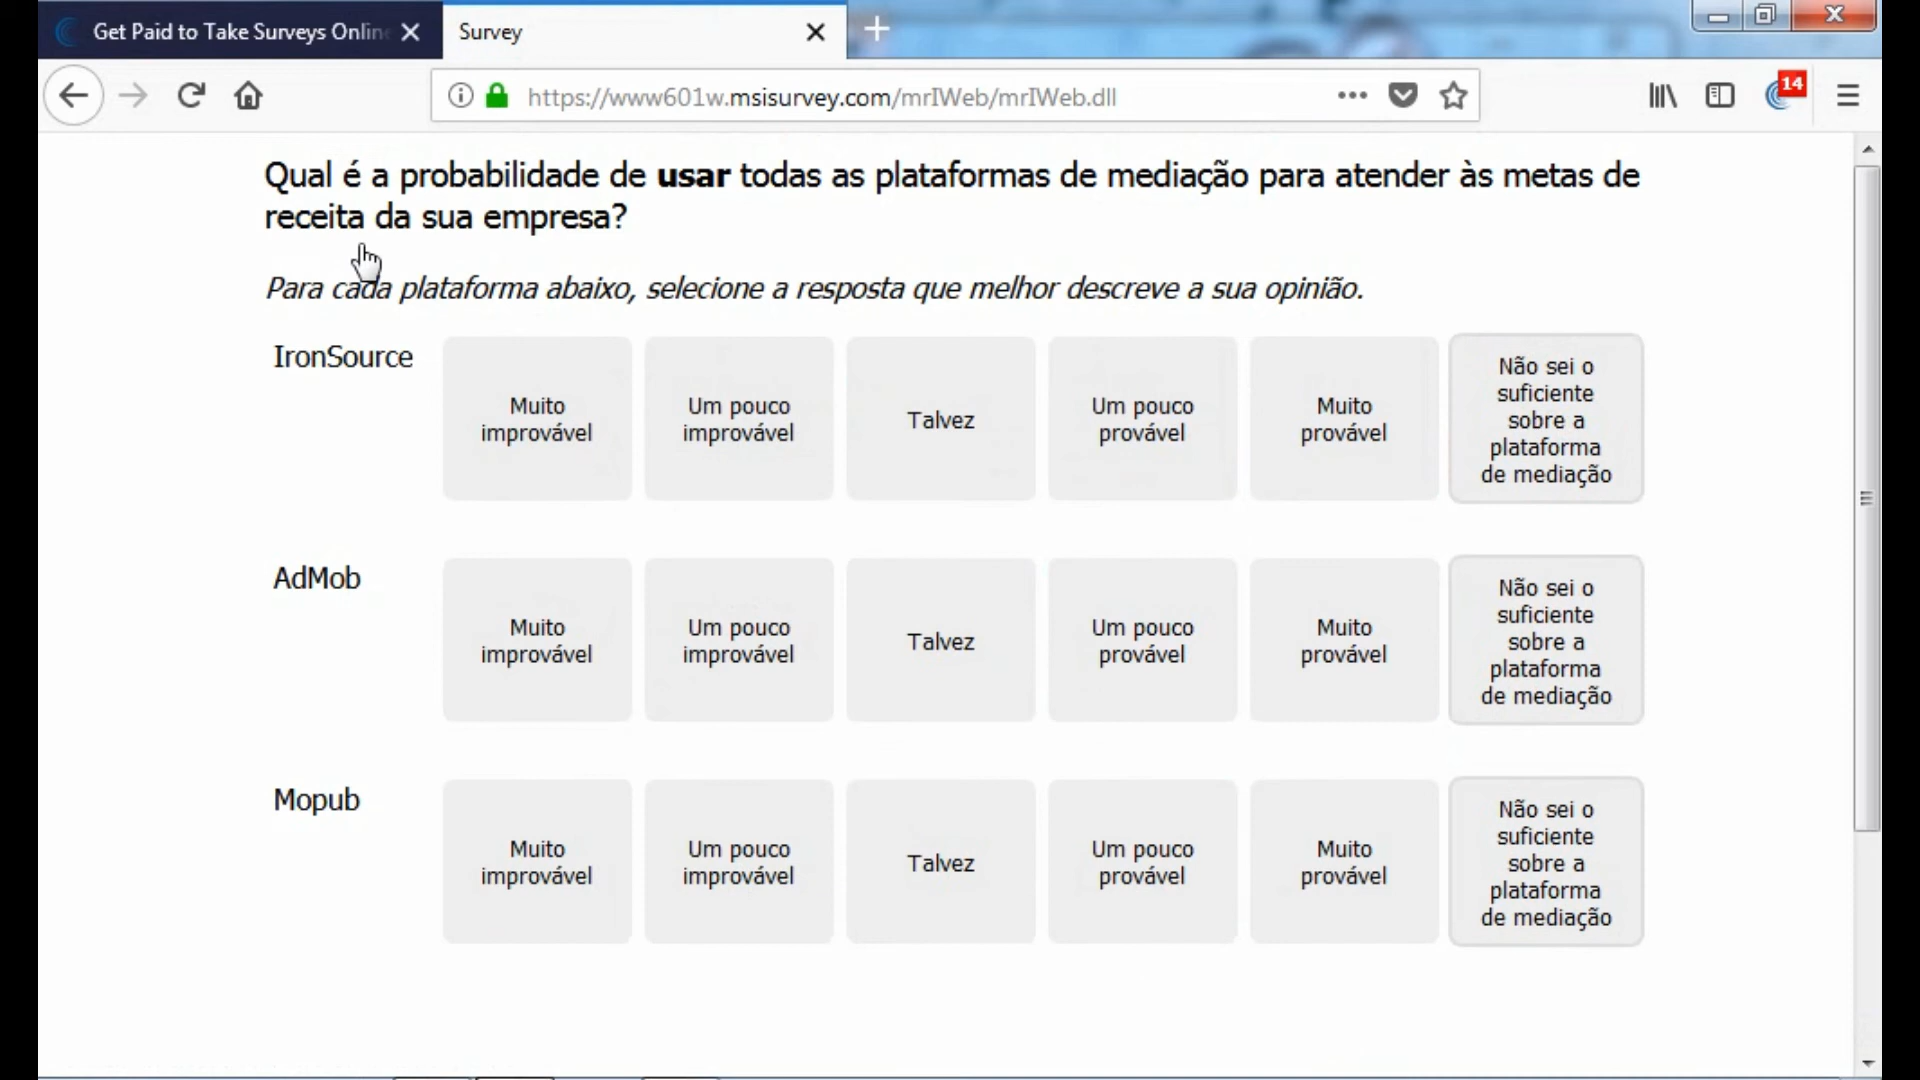 Get Paid to Take Surveys Onlin
Survey
14
https://www601w.msisurvey.com/mrIWeb/mrIWeb.dll
Qual é a probabilidade de usar todas as plataformas de mediação para atender às metas de
receita da sua empresa?
Para cada plataforma abaixo, selecione a resposta que melhor descreve a sua opinião.
IronSource
Muito
improvável
Um pouco
improvável
Talvez
Um pouco
provável
Muito
provável
Não sei o
suficiente
sobre a
plataforma
de mediação
AdMob
Muito
improvável
Um pouco
improvável
Talvez
Um pouco
provável
Muito
provável
Não sei o
suficiente
sobre a
plataforma
de mediação
Mopub
Muito
improvável
Um pouco
improvável
Talvez
Um pouco
provável
Muito
provável
Não sei o
suficiente
sobre a
plataforma
de mediação